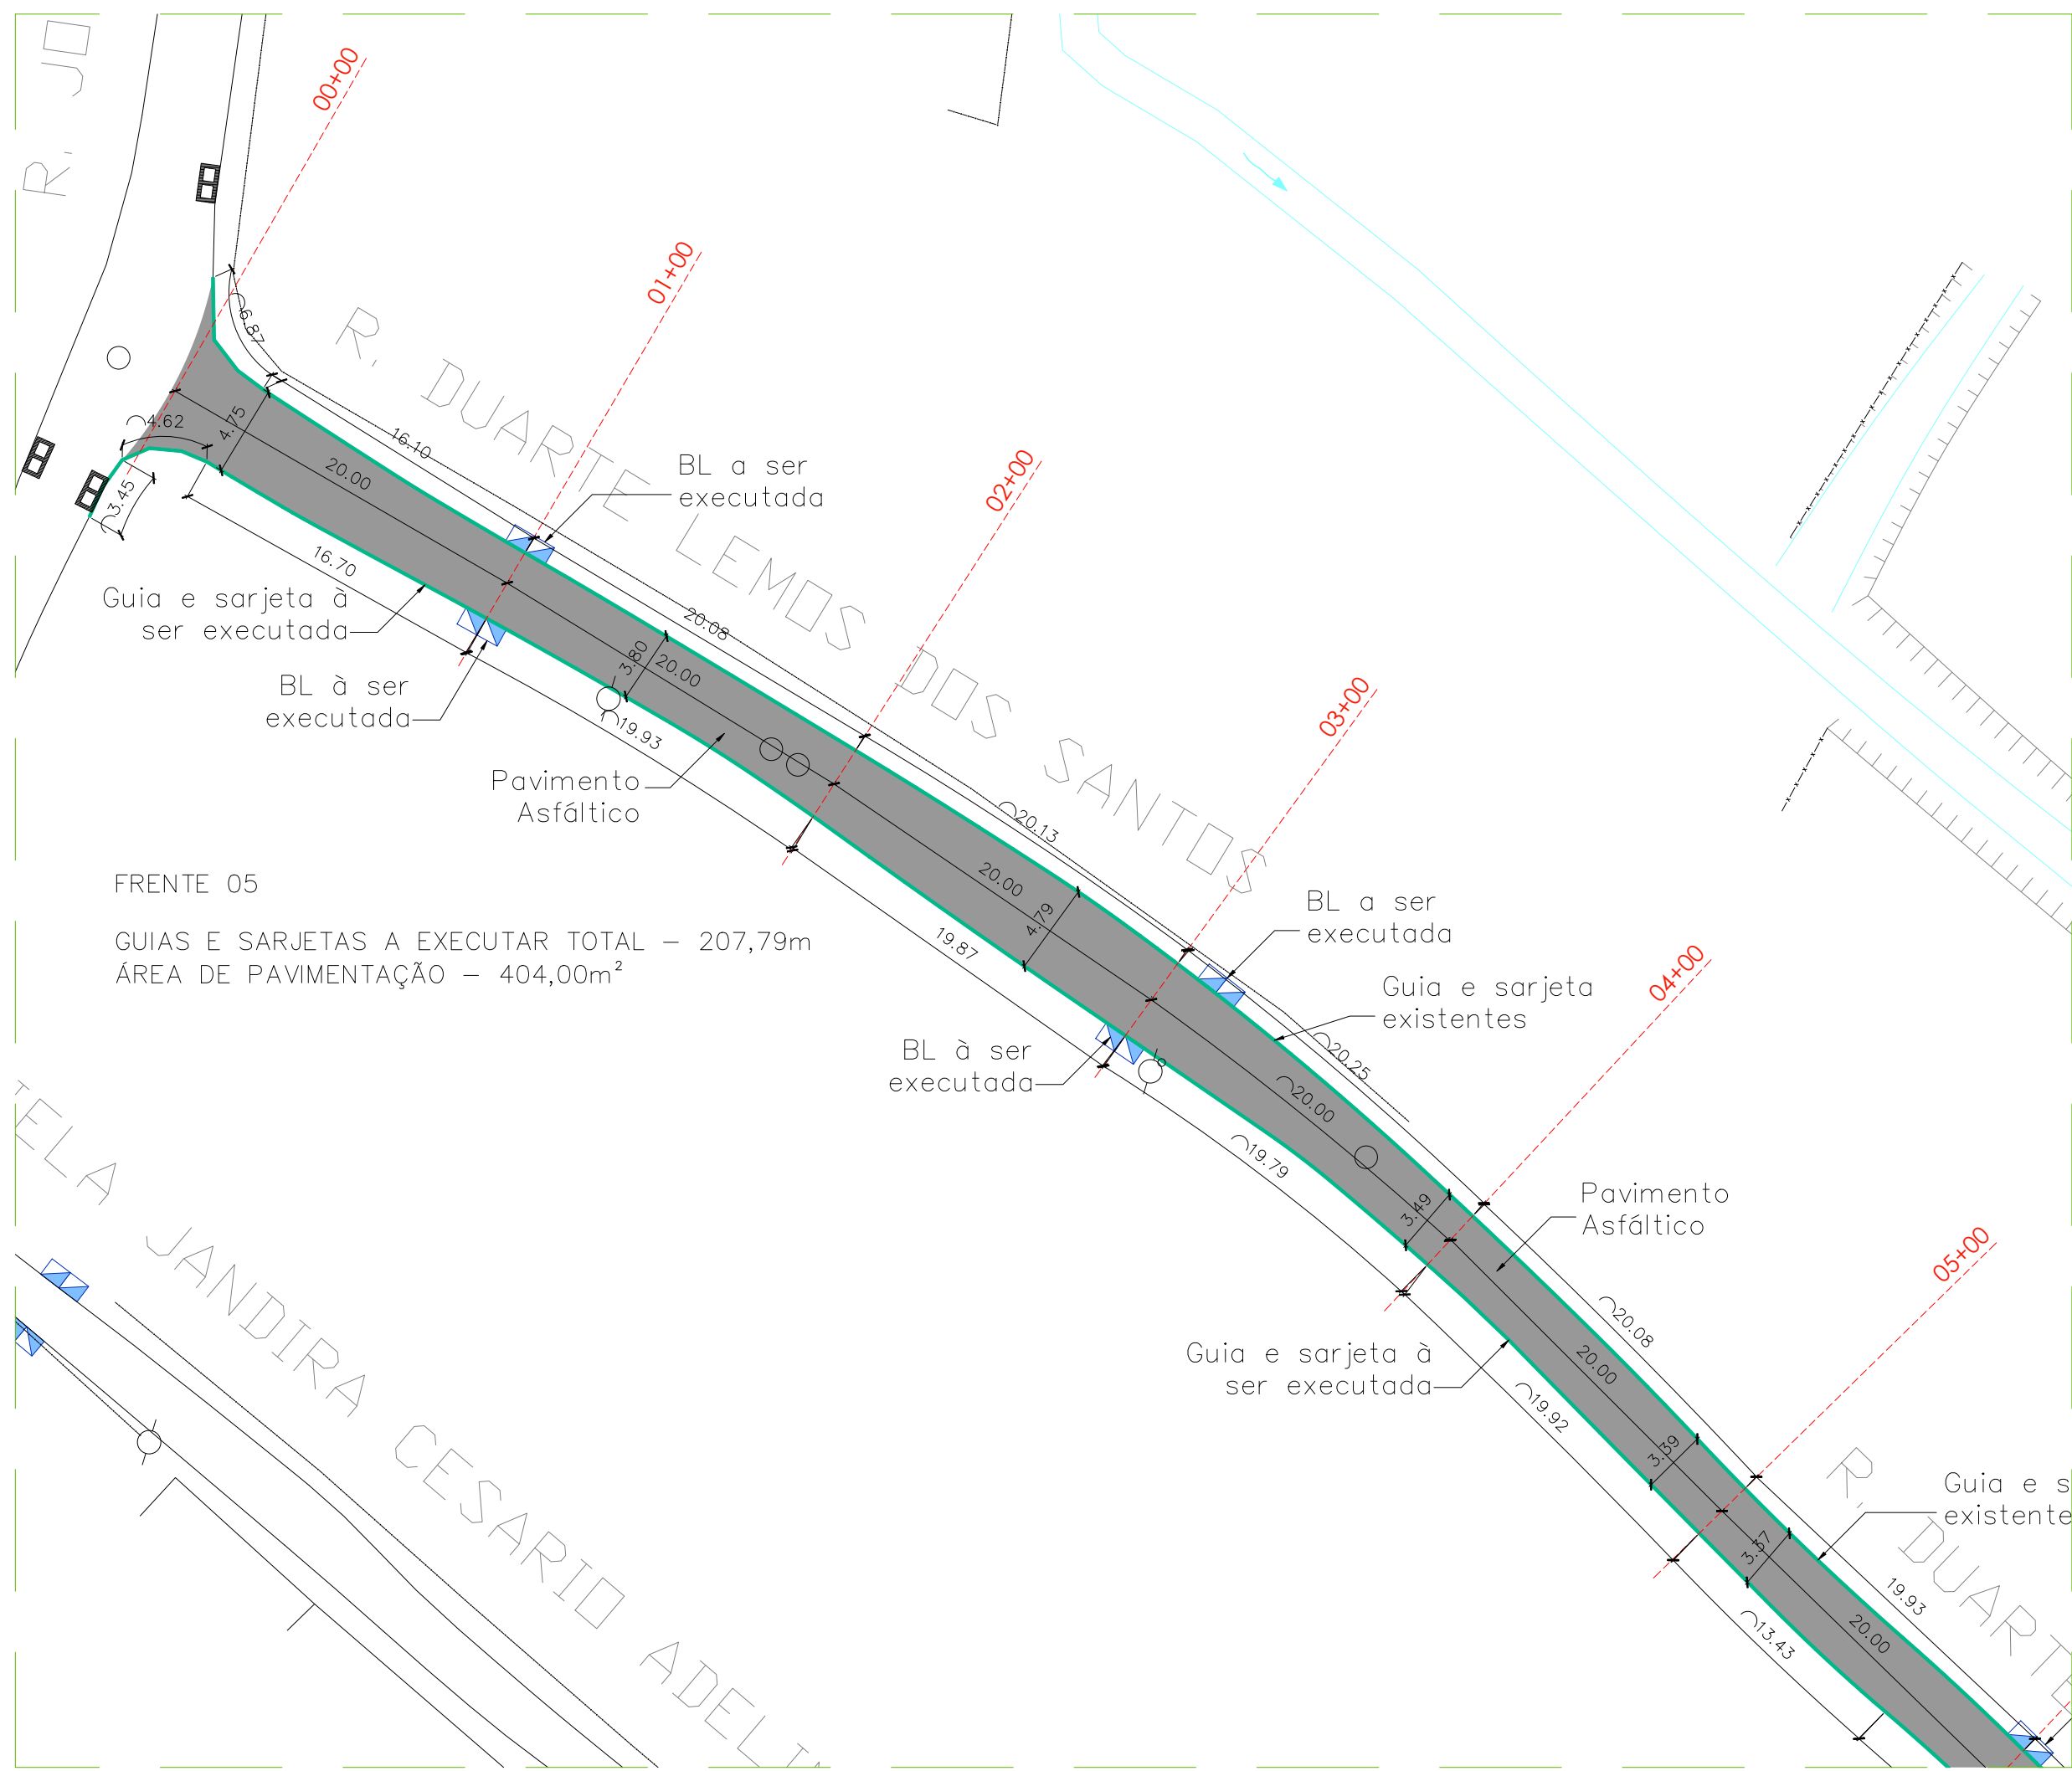 R. JO
00+00
01+00
6.87
R. DUARTE LEMOS DOS SANTOS
4.62
4.75
16.10
3.45
20.00
BL a ser
executada
02+00
16.70
Guia e sarjeta à
ser executada
20.08
3.80
20.00
BL à ser
executada
19.93
03+00
Pavimento
Asfáltico
20.13
20.00
4.79
FRENTE 05
GUIAS E SARJETAS A EXECUTAR TOTAL – 207,79m
ÁREA DE PAVIMENTAÇÃO – 404,00m²
19.87
BL a ser
executada
04+00
Guia e sarjeta
existentes
BL à ser
executada
20.25
20.00
19.79
3.49
Pavimento
Asfáltico
05+00
20.08
Guia e sarjeta à
ser executada
20.00
19.92
3.39
3.37
R. DUARTE
Guia e s
existente
19.93
20.00
13.43
ELA JANDIRA CESARIO ADELI